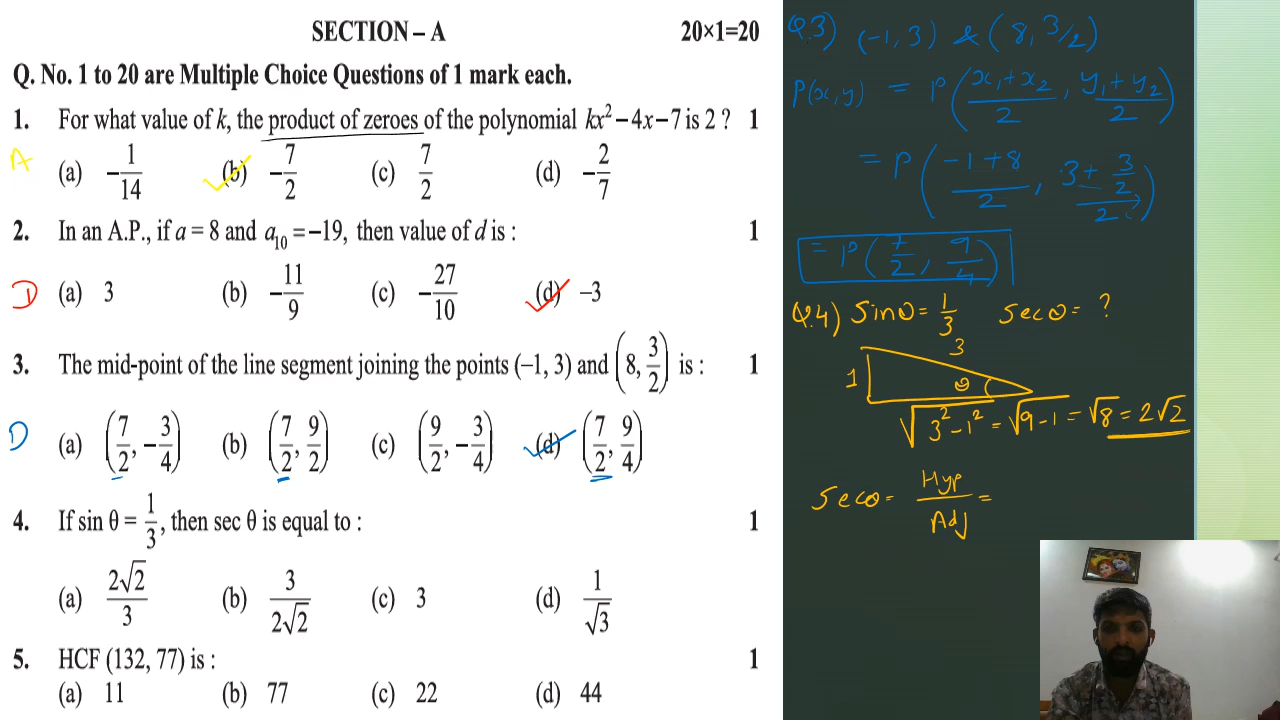 SECTION – A 20×1=20
Q. No. 1 to 20 are Multiple Choice Questions of 1 mark each.
1. For what value of k, the product of zeroes of the polynomial kx² – 4x – 7 is 2 ? 1
A (a) –1/14 (b) –7/2 (c) 7/2 (d) –2/7
2. In an A.P., if a = 8 and a₁₀ = –19, then value of d is : 1
D (a) 3 (b) –11/9 (c) –27/10 (d) –3
3. The mid-point of the line segment joining the points (–1, 3) and (8, 3/2) is : 1
D (a) (7/2, –3/4) (b) (7/2, 9/2) (c) (9/2, –3/4) (d) (7/2, 9/4)
4. If sin θ = 1/3, then sec θ is equal to : 1
(a) 2√2/3 (b) 3/2√2 (c) 3 (d) 1/√3
5. HCF (132, 77) is : 1
(a) 11 (b) 77 (c) 22 (d) 44
Q.3) (-1, 3) & (8, 3/2)
P(x,y) = P((x₁+x₂)/2, (y₁+y₂)/2)
= P((-1+8)/2, (3+3/2)/2)
= P(7/2, 9/4)
Q.4) Sinθ = 1/3 Secθ = ?
3
1 θ
√3²-1² = √9-1 = √8 = 2√2
Secθ = Hyp/Adj =